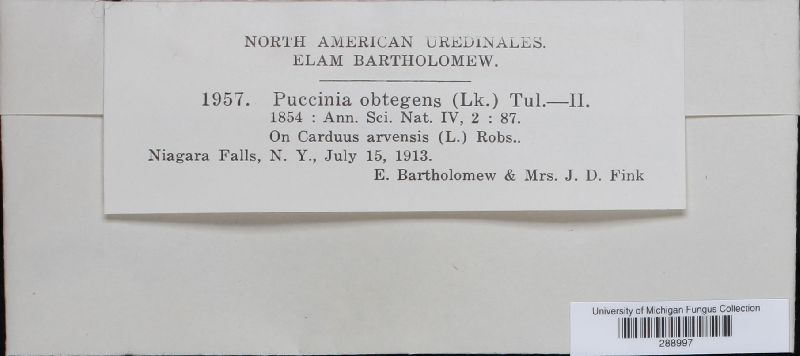 NORTH AMERICAN UREDINALES.
ELAM BARTHOLOMEW.
1957. Puccinia obtegens (Lk.) Tul.—II.
1854 : Ann. Sci. Nat. IV, 2 : 87.
On Carduus arvensis (L.) Robs..
Niagara Falls, N. Y., July 15, 1913.
E. Bartholomew & Mrs. J. D. Fink
University of Michigan Fungus Collection
288997